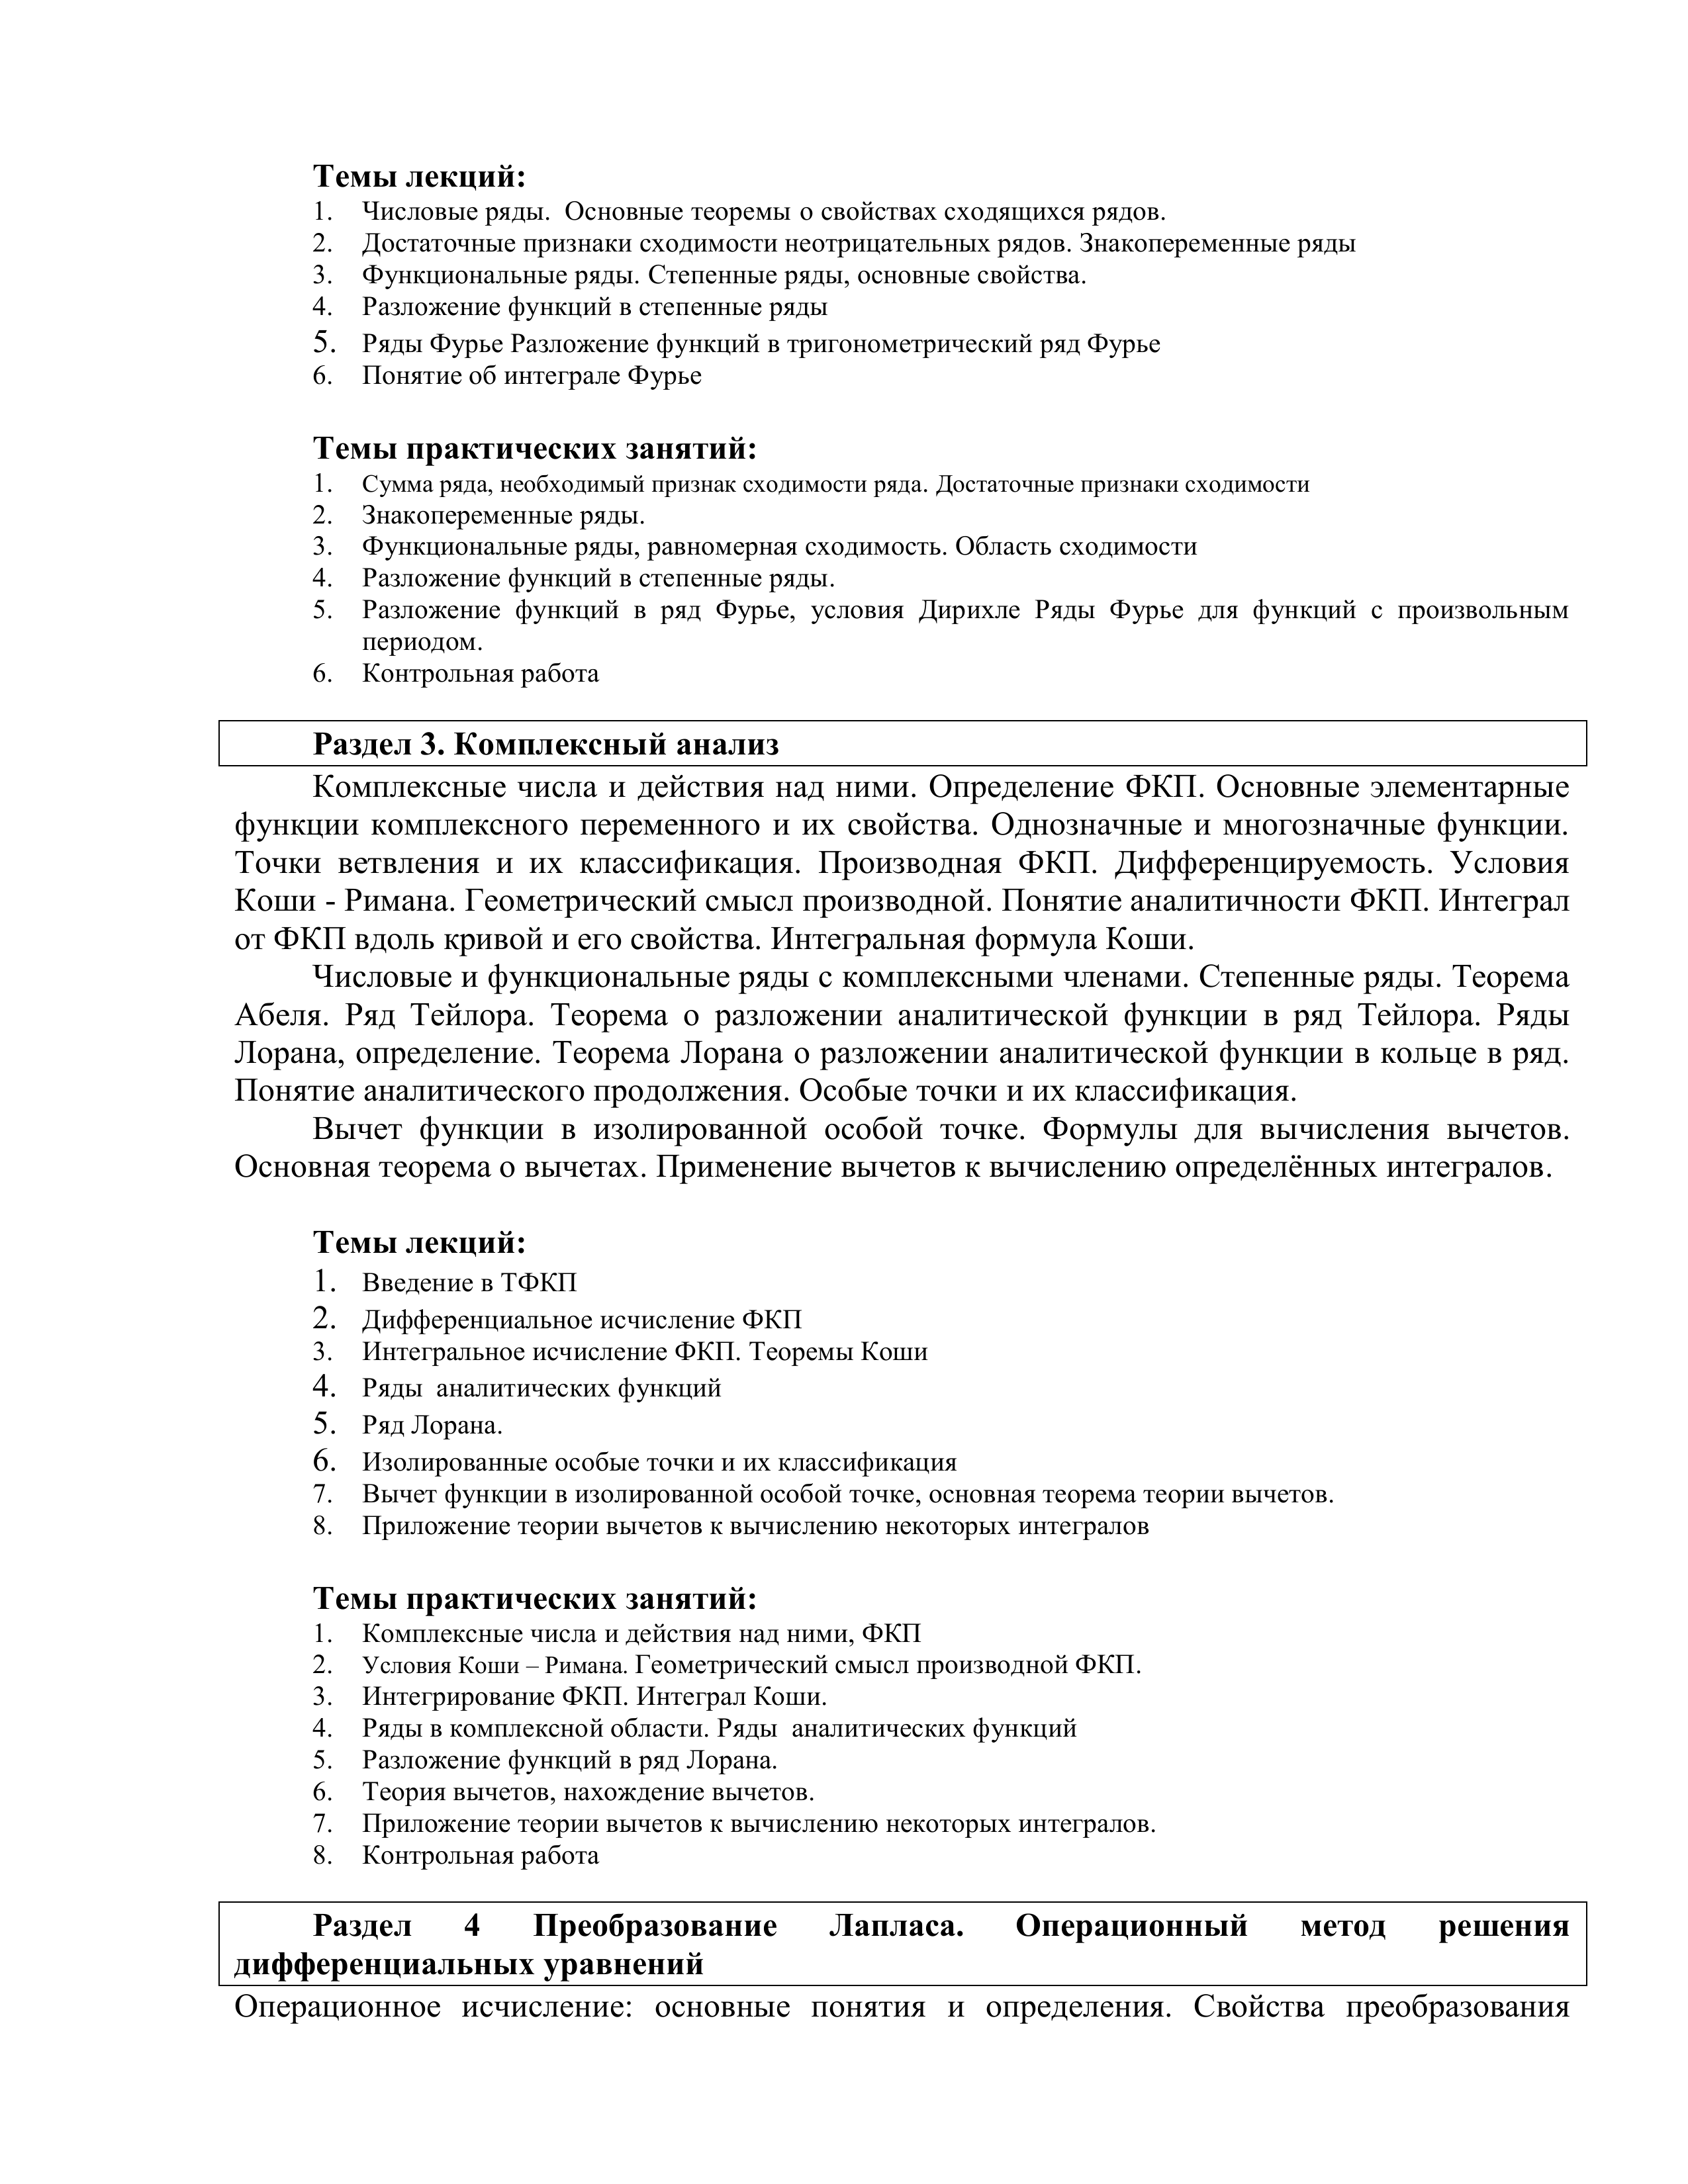 Темы лекций:
1. Числовые ряды.  Основные теоремы о свойствах сходящихся рядов.
2. Достаточные признаки сходимости неотрицательных рядов. Знакопеременные ряды
3. Функциональные ряды. Степенные ряды, основные свойства.
4. Разложение функций в степенные ряды
5. Ряды Фурье Разложение функций в тригонометрический ряд Фурье
6. Понятие об интеграле Фурье
Темы практических занятий:
1. Сумма ряда, необходимый признак сходимости ряда. Достаточные признаки сходимости
2. Знакопеременные ряды.
3. Функциональные ряды, равномерная сходимость. Область сходимости
4. Разложение функций в степенные ряды.
5. Разложение функций в ряд Фурье, условия Дирихле Ряды Фурье для функций с произвольным
периодом.
6. Контрольная работа
Раздел 3. Комплексный анализ
Комплексные числа и действия над ними. Определение ФКП. Основные элементарные
функции комплексного переменного и их свойства. Однозначные и многозначные функции.
Точки ветвления и их классификация. Производная ФКП. Дифференцируемость. Условия
Коши - Римана. Геометрический смысл производной. Понятие аналитичности ФКП. Интеграл
от ФКП вдоль кривой и его свойства. Интегральная формула Коши.
Числовые и функциональные ряды с комплексными членами. Степенные ряды. Теорема
Абеля. Ряд Тейлора. Теорема о разложении аналитической функции в ряд Тейлора. Ряды
Лорана, определение. Теорема Лорана о разложении аналитической функции в кольце в ряд.
Понятие аналитического продолжения. Особые точки и их классификация.
Вычет функции в изолированной особой точке. Формулы для вычисления вычетов.
Основная теорема о вычетах. Применение вычетов к вычислению определённых интегралов.
Темы лекций:
1. Введение в ТФКП
2. Дифференциальное исчисление ФКП
3. Интегральное исчисление ФКП. Теоремы Коши
4. Ряды  аналитических функций
5. Ряд Лорана.
6. Изолированные особые точки и их классификация
7. Вычет функции в изолированной особой точке, основная теорема теории вычетов.
8. Приложение теории вычетов к вычислению некоторых интегралов
Темы практических занятий:
1. Комплексные числа и действия над ними, ФКП
2. Условия Коши – Римана. Геометрический смысл производной ФКП.
3. Интегрирование ФКП. Интеграл Коши.
4. Ряды в комплексной области. Ряды  аналитических функций
5. Разложение функций в ряд Лорана.
6. Теория вычетов, нахождение вычетов.
7. Приложение теории вычетов к вычислению некоторых интегралов.
8. Контрольная работа
Раздел 4 Преобразование Лапласа. Операционный метод решения
дифференциальных уравнений
Операционное исчисление: основные понятия и определения. Свойства преобразования